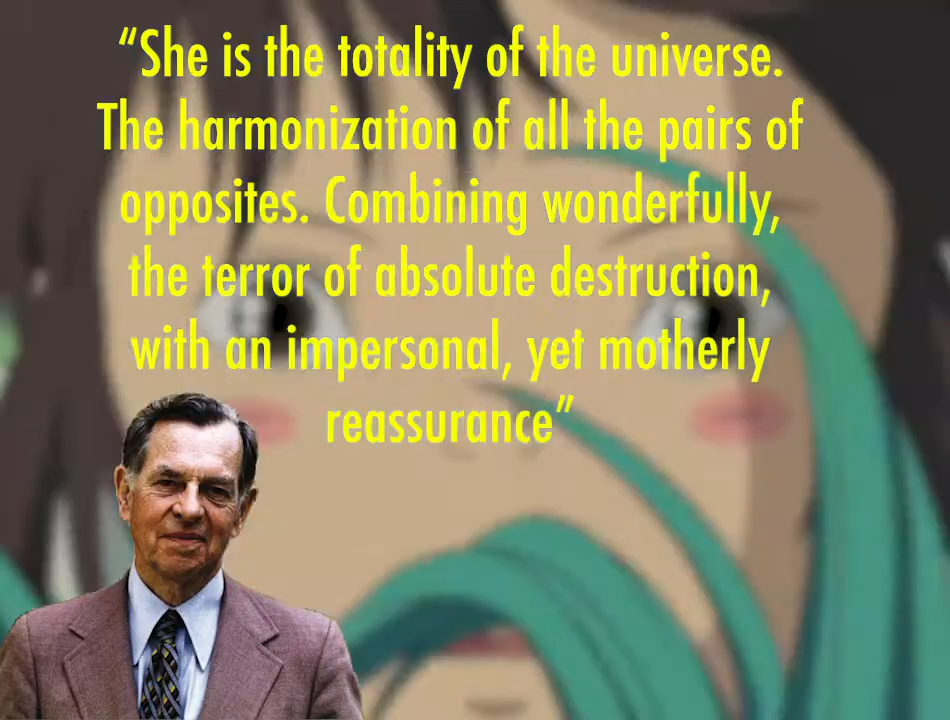 “She is the totality of the universe.
The harmonization of all the pairs of
opposites. Combining wonderfully,
the terror of absolute destruction,
with an impersonal, yet motherly
reassurance”